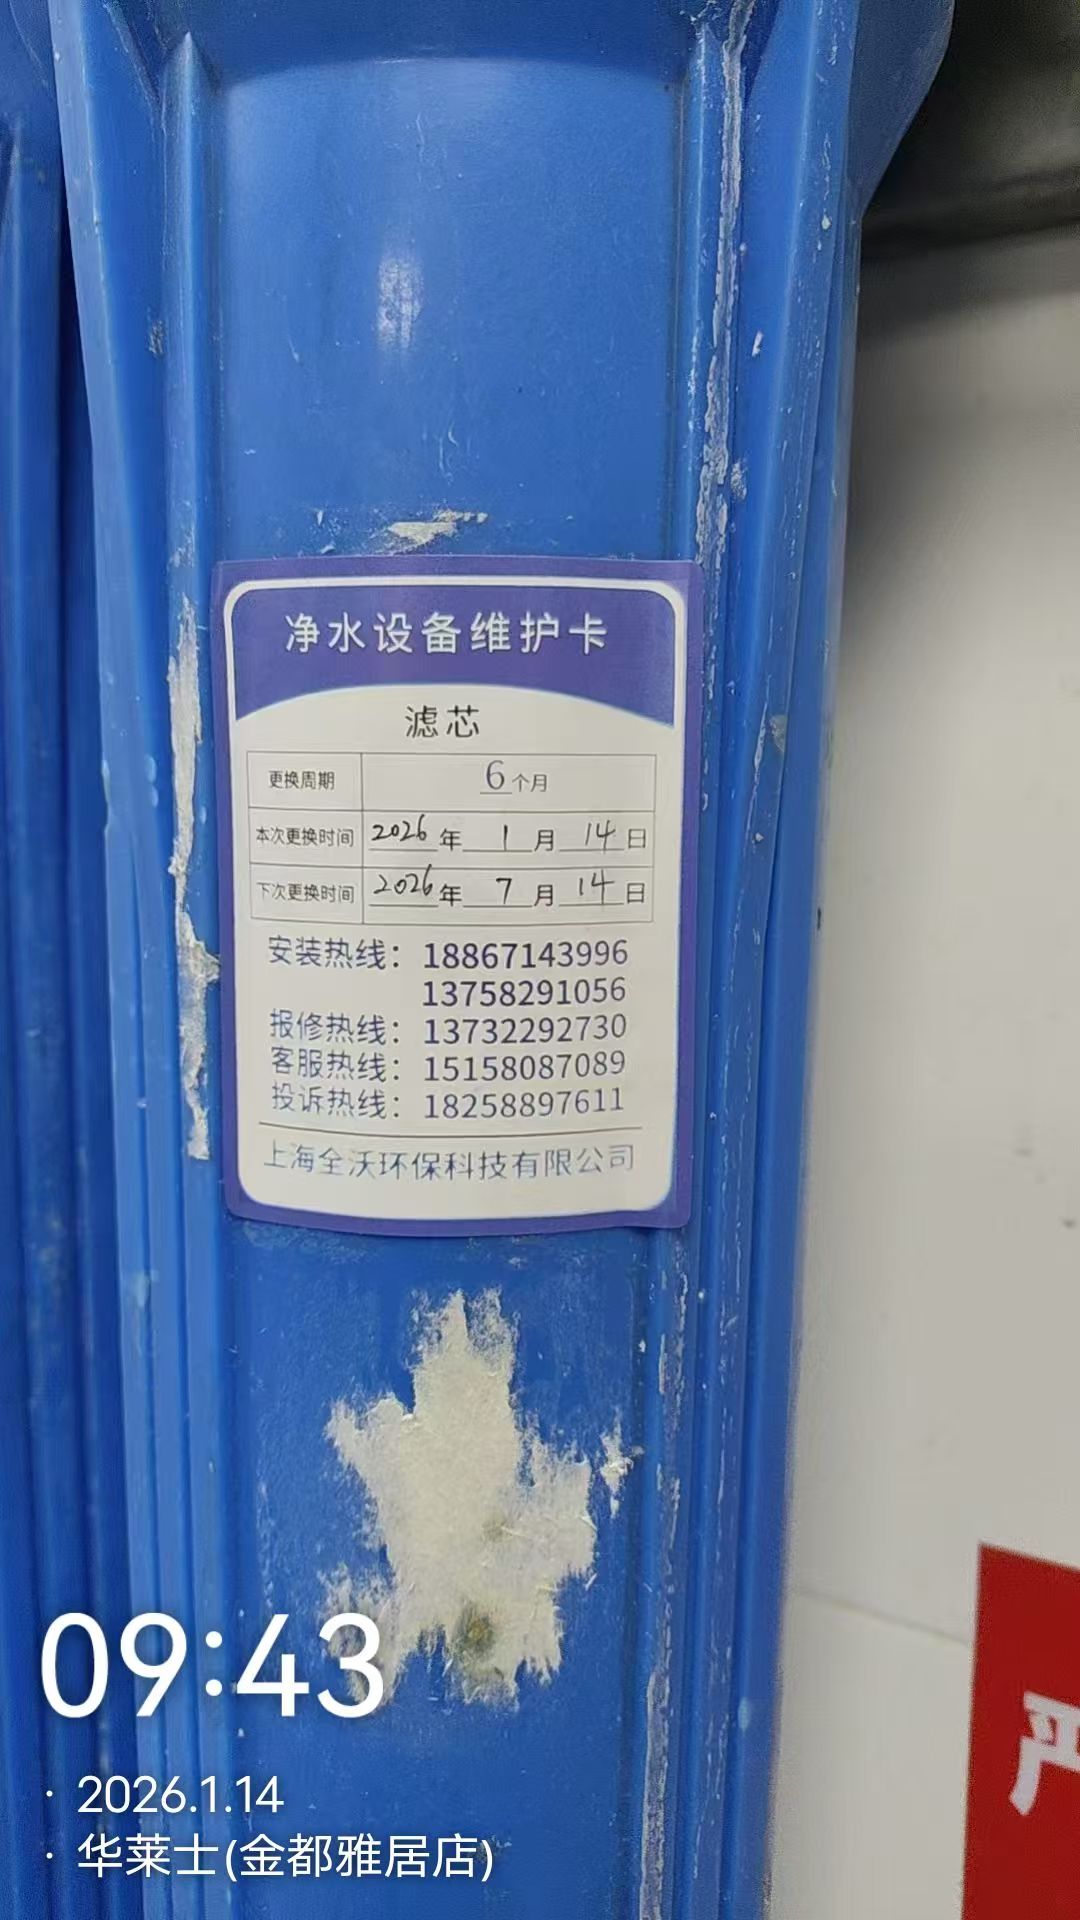 净水设备维护卡
滤芯
更换周期 6个月
本次更换时间 2026年 1月 14日
下次更换时间 2026年 7月 14日
安装热线：18867143996
13758291056
报修热线：13732292730
客服热线：15158087089
投诉热线：18258897611
上海全沃环保科技有限公司
严
09:43
· 2026.1.14
· 华莱士(金都雅居店)